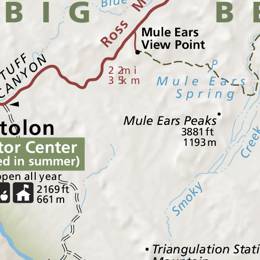 BIG BE
Blue
Ross M
Mule Ears
View Point
TUFF
CANYON
2 2 mi
3 5 km
Mule Ears
Spring
Mule Ears Peaks
3881 ft
1193 m
tolon
tor Center
ed in summer)
open all year
2169 ft
661 m
Smoky
Creek
Triangulation Stati
Mountain